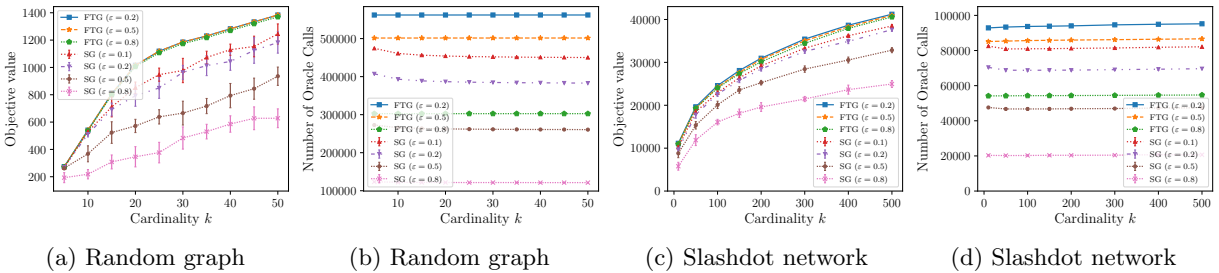 Objective value
1400
1200
1000
800
600
400
200
FTG (ε = 0.2)
FTG (ε = 0.5)
FTG (ε = 0.8)
SG (ε = 0.1)
SG (ε = 0.2)
SG (ε = 0.5)
SG (ε = 0.8)
10 20 30 40 50
Cardinality k
(a) Random graph
Number of Oracle Calls
500000
400000
300000
200000
100000
FTG (ε = 0.2)
FTG (ε = 0.5)
FTG (ε = 0.8)
SG (ε = 0.1)
SG (ε = 0.2)
SG (ε = 0.5)
SG (ε = 0.8)
10 20 30 40 50
Cardinality k
(b) Random graph
Objective value
40000
30000
20000
10000
0
FTG (ε = 0.2)
FTG (ε = 0.5)
FTG (ε = 0.8)
SG (ε = 0.1)
SG (ε = 0.2)
SG (ε = 0.5)
SG (ε = 0.8)
0 100 200 300 400 500
Cardinality k
(c) Slashdot network
Number of Oracle Calls
100000
80000
60000
40000
20000
0
FTG (ε = 0.2)
FTG (ε = 0.5)
FTG (ε = 0.8)
SG (ε = 0.1)
SG (ε = 0.2)
SG (ε = 0.5)
SG (ε = 0.8)
0 100 200 300 400 500
Cardinality k
(d) Slashdot network